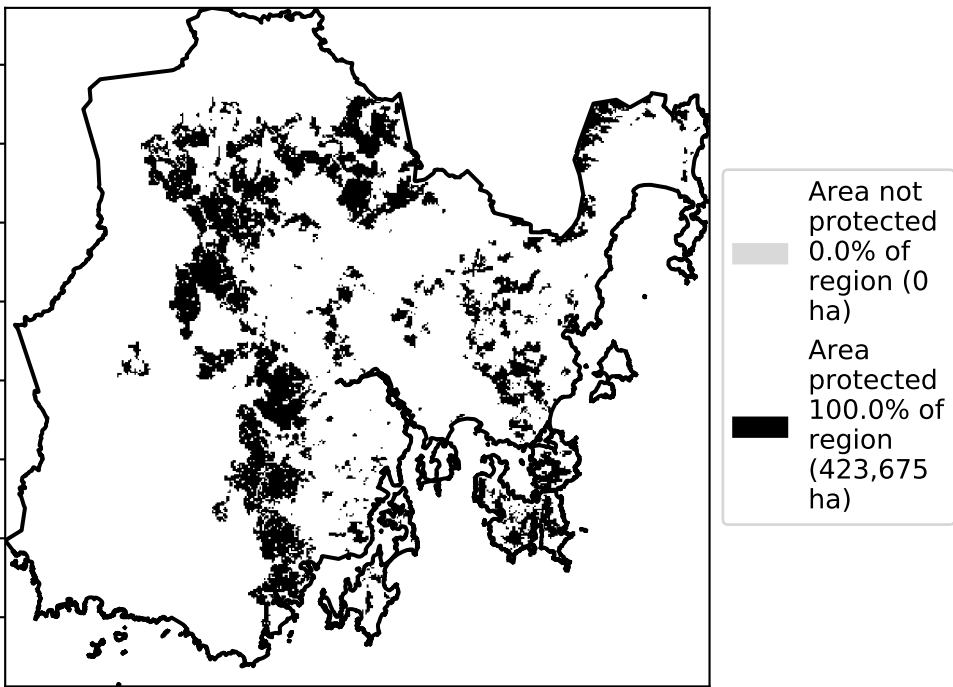 Area not
protected
0.0% of
region (0
ha)
Area
protected
100.0% of
region
(423,675
ha)